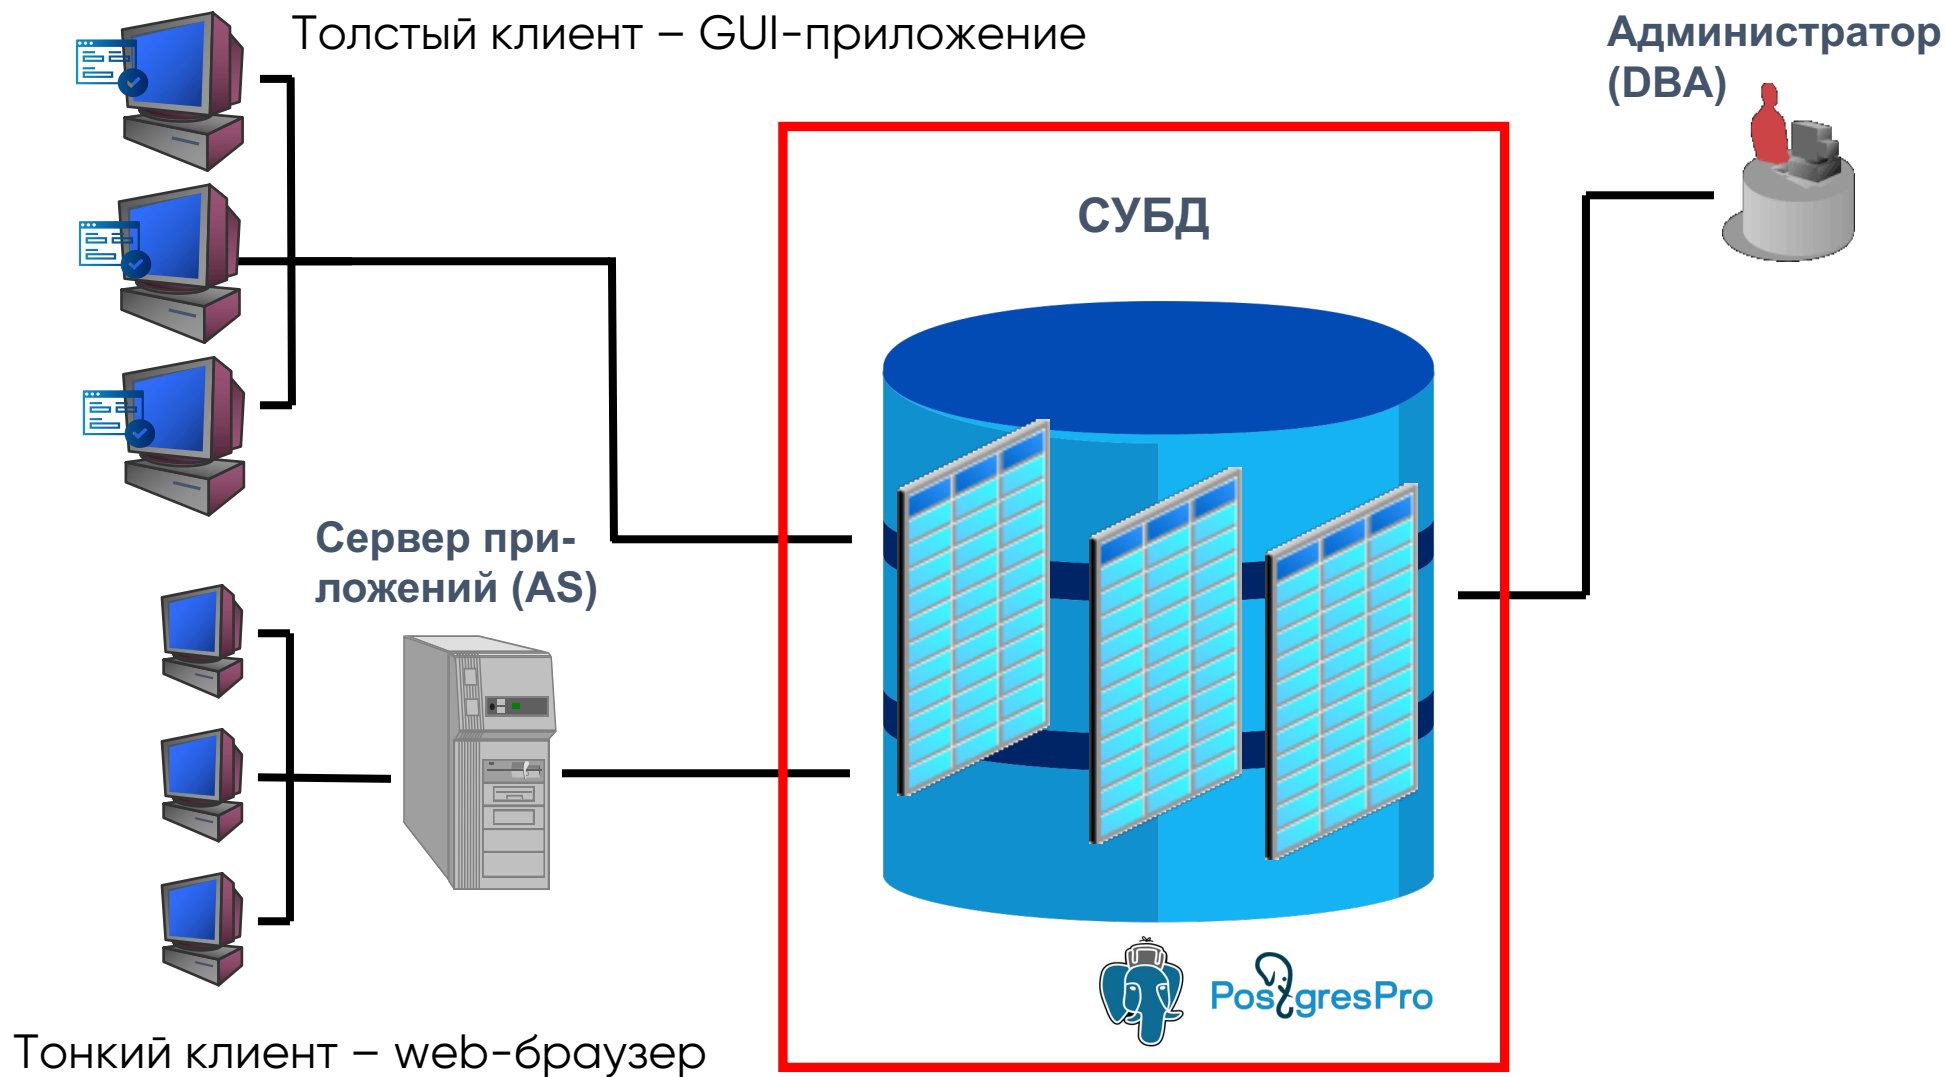 Толстый клиент – GUI-приложение
Администратор
(DBA)
СУБД
Сервер при-
ложений (AS)
PostgresPro
Тонкий клиент – web-браузер